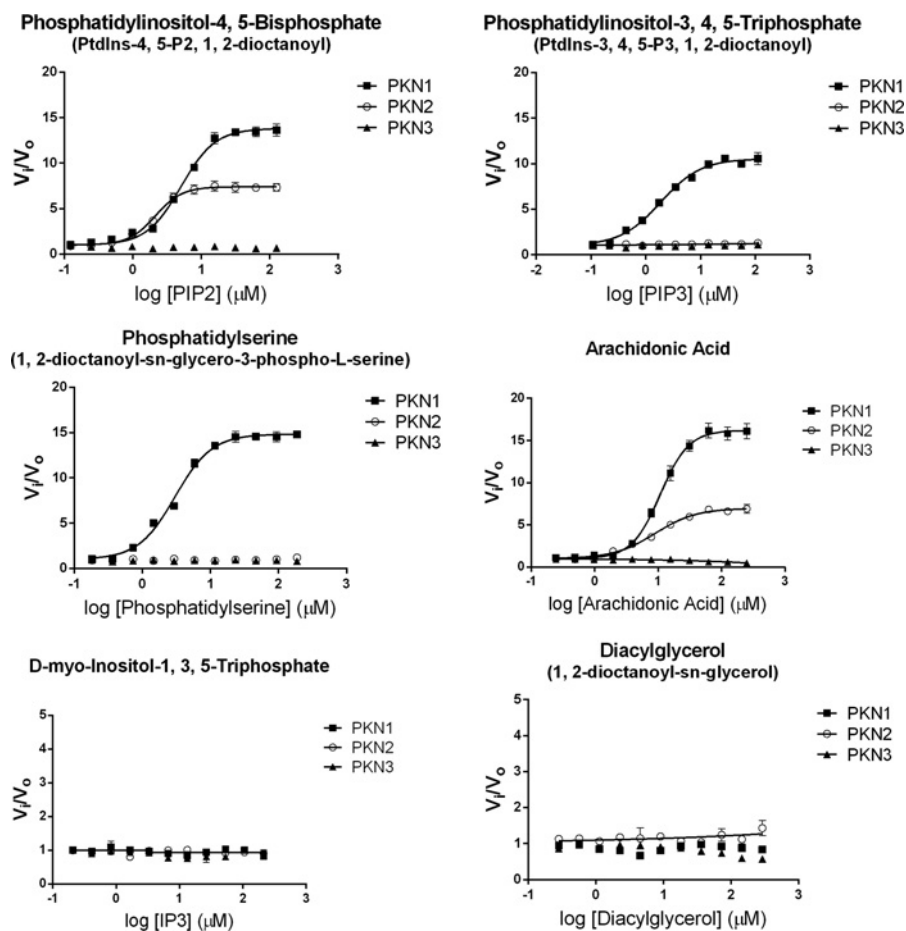 Phosphatidylinositol-4, 5-Bisphosphate
(PtdIns-4, 5-P2, 1, 2-dioctanoyl)
20
15
10
5
0
-1
0
1
2
3
Vi/Vo
log [PIP2] (μM)
PKN1
PKN2
PKN3
Phosphatidylinositol-3, 4, 5-Triphosphate
(PtdIns-3, 4, 5-P3, 1, 2-dioctanoyl)
20
15
10
5
0
-2
-1
0
1
2
3
Vi/Vo
log [PIP3] (μM)
PKN1
PKN2
PKN3
Phosphatidylserine
(1, 2-dioctanoyl-sn-glycero-3-phospho-L-serine)
20
15
10
5
0
-1
0
1
2
3
Vi/Vo
log [Phosphatidylserine] (μM)
PKN1
PKN2
PKN3
Arachidonic Acid
20
15
10
5
0
-1
0
1
2
3
Vi/Vo
log [Arachidonic Acid] (μM)
PKN1
PKN2
PKN3
D-myo-Inositol-1, 3, 5-Triphosphate
5
4
3
2
1
0
-1
0
1
2
3
Vi/Vo
log [IP3] (μM)
PKN1
PKN2
PKN3
Diacylglycerol
(1, 2-dioctanoyl-sn-glycerol)
5
4
3
2
1
0
-1
0
1
2
3
Vi/Vo
log [Diacylglycerol] (μM)
PKN1
PKN2
PKN3